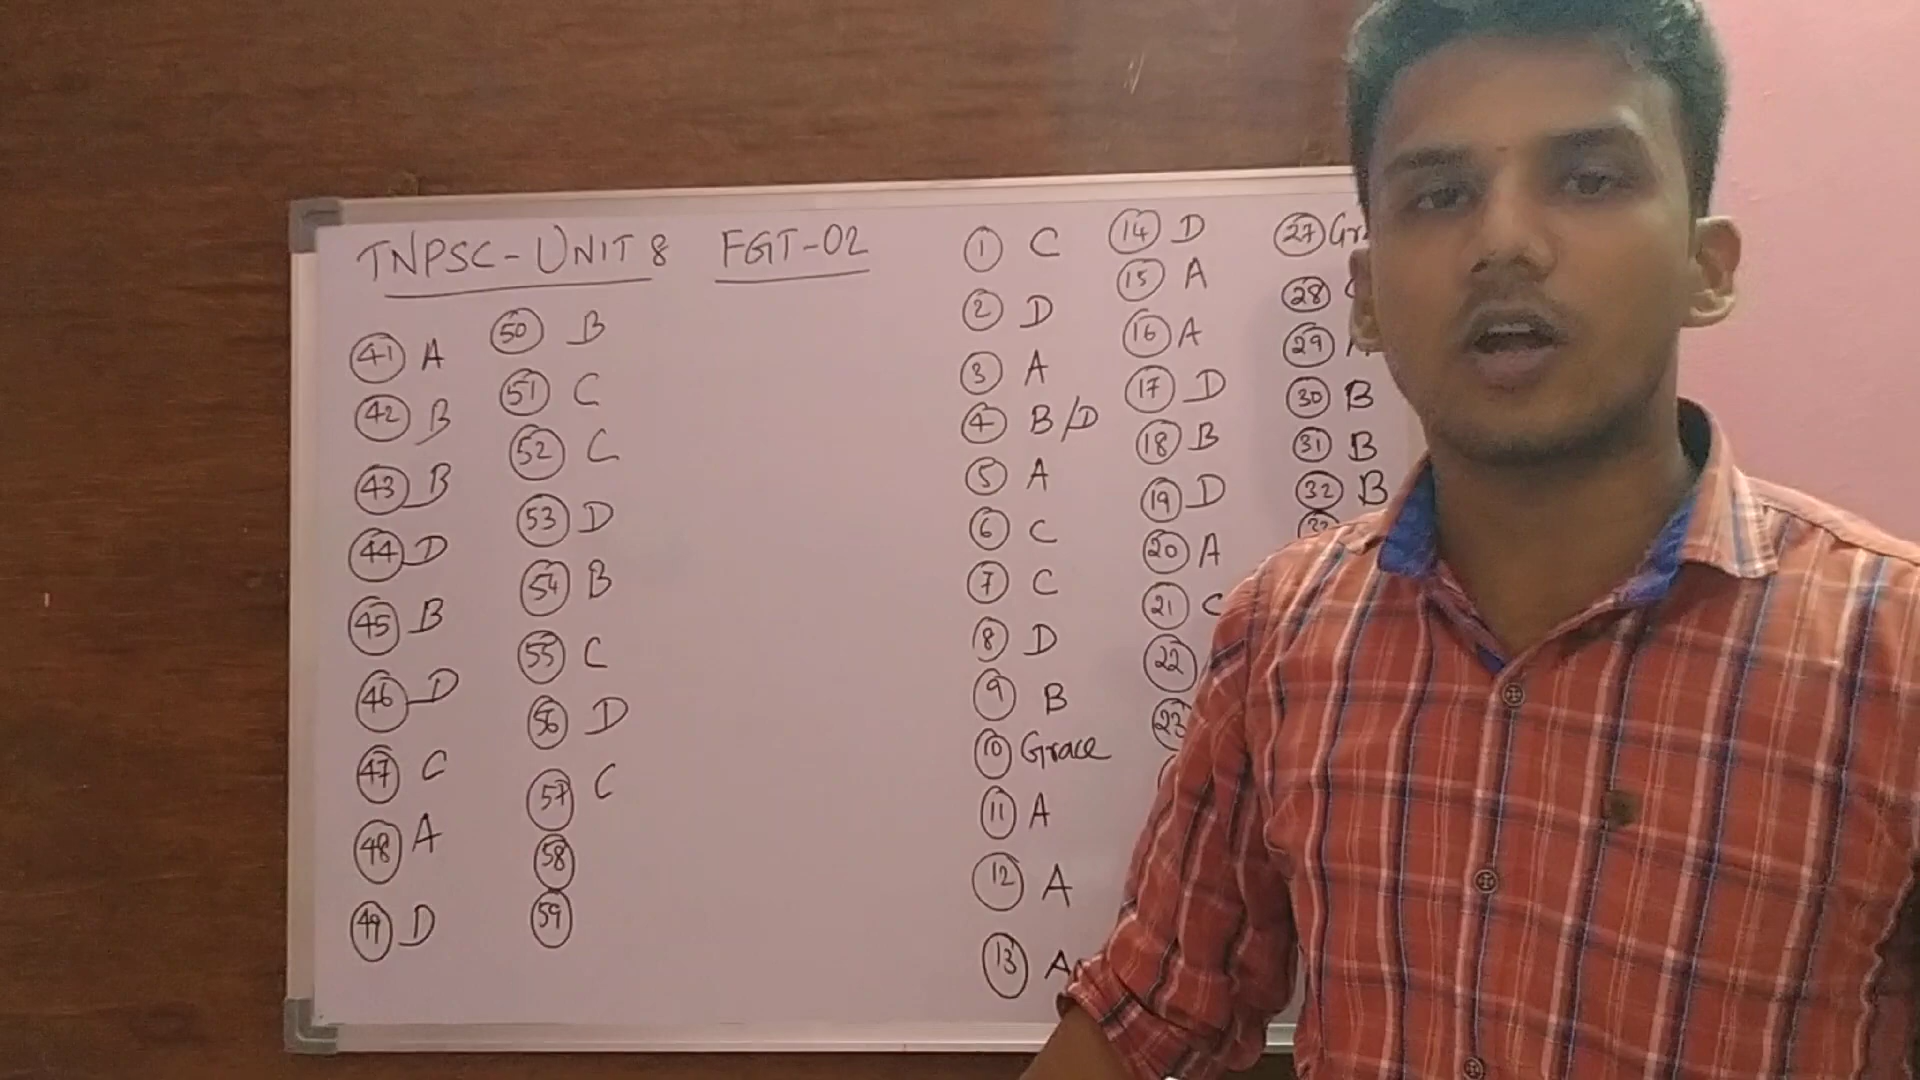 TNPSC - UNIT 8 FGT-02
41 A
42 B
43 B
44 D
45 B
46 D
47 C
48 A
49 D
50 B
51 C
52 C
53 D
54 B
55 C
56 D
57 C
58
59
1 C
2 D
3 A
4 B/D
5 A
6 C
7 C
8 D
9 B
10 Grace
11 A
12 A
13 A
14 D
15 A
16 A
17 D
18 B
19 D
20 A
21 C
22
23
27
28
29
30 B
31 B
32 B